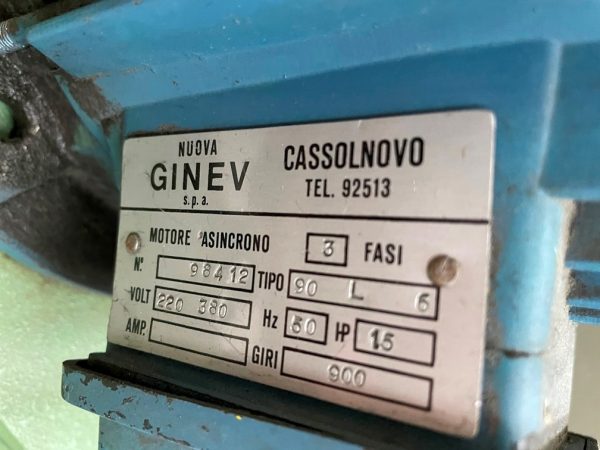 NUOVA
GINEV
s.p.a.
CASSOLNOVO
TEL. 92513
MOTORE ASINCRONO 3 FASI
N° 98412 TIPO 90 L 6
VOLT 220 380 Hz 50 HP 1.5
AMP. GIRI 900